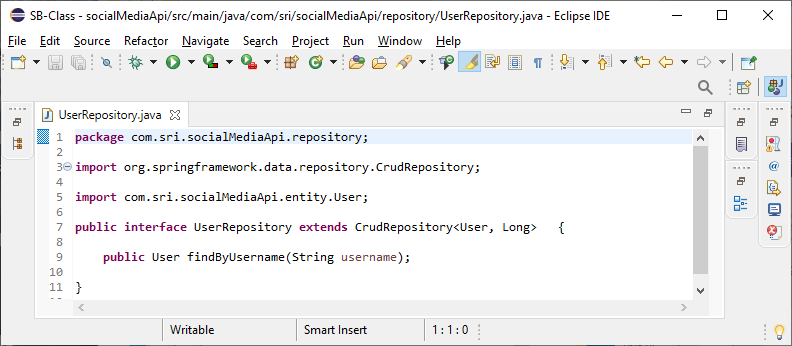 SB-Class - socialMediaApi/src/main/java/com/sri/socialMediaApi/repository/UserRepository.java - Eclipse IDE
File Edit Source Refactor Navigate Search Project Run Window Help
UserRepository.java
1 package com.sri.socialMediaApi.repository;
2
3 import org.springframework.data.repository.CrudRepository;
4
5 import com.sri.socialMediaApi.entity.User;
6
7 public interface UserRepository extends CrudRepository<User, Long>   {
8
9     public User findByUsername(String username);
10
11 }
Writable Smart Insert 1 : 1 : 0